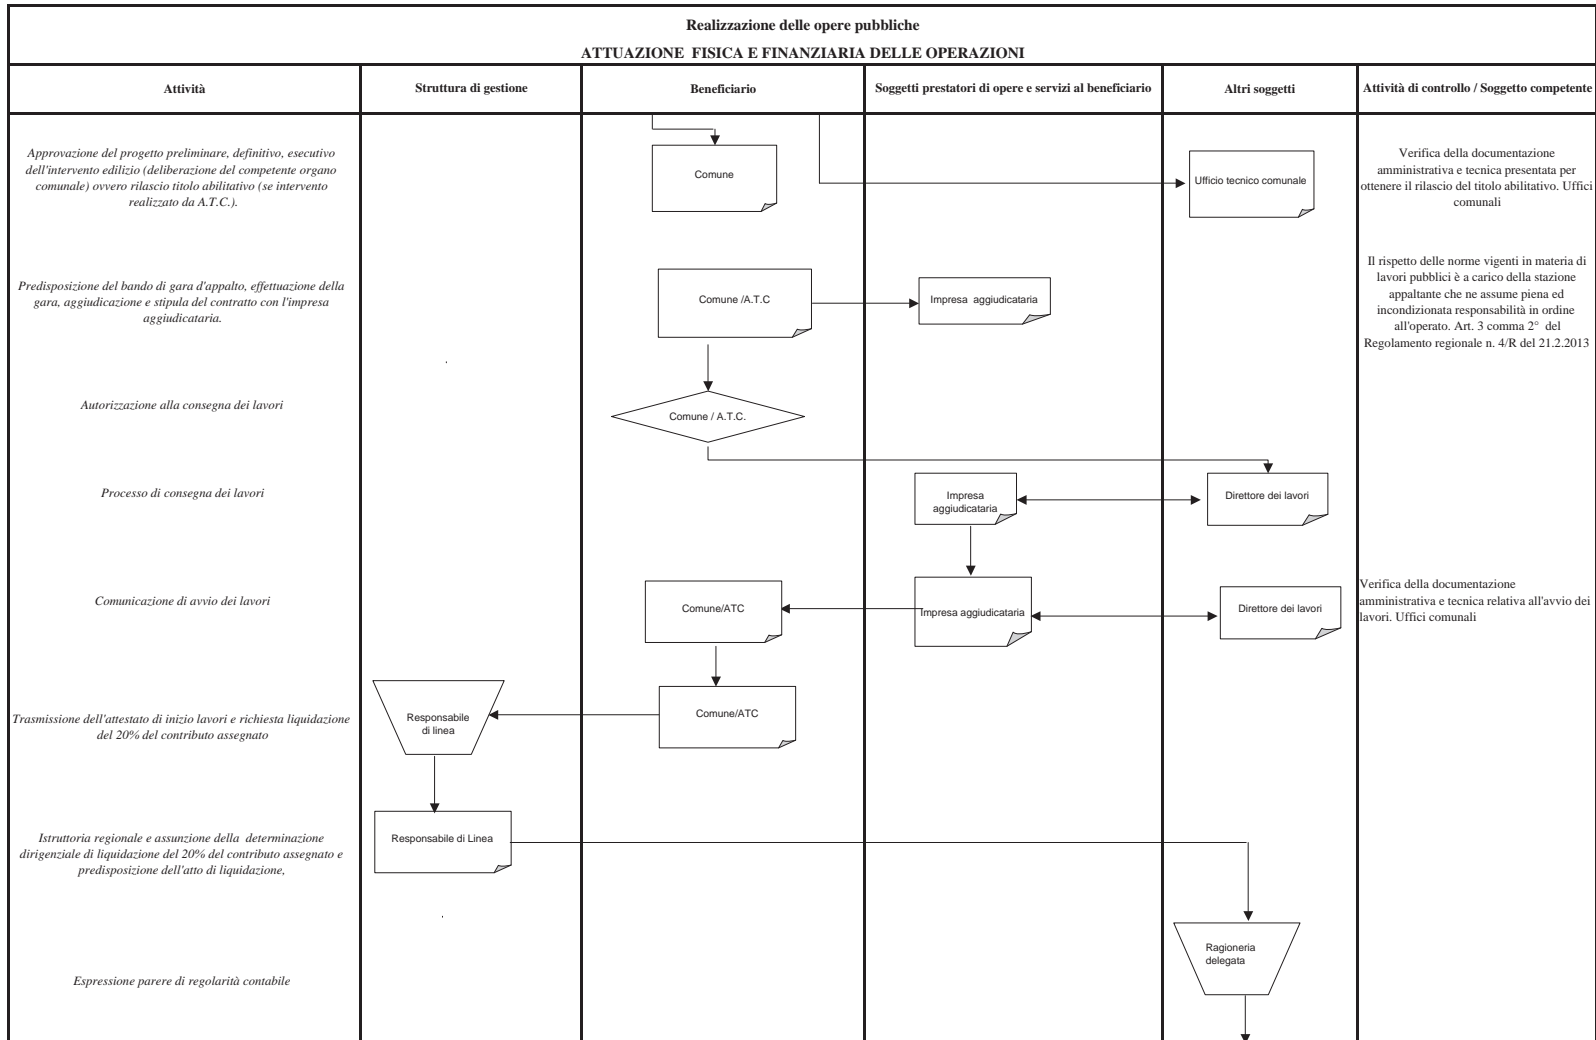 Realizzazione delle opere pubbliche
ATTUAZIONE FISICA E FINANZIARIA DELLE OPERAZIONI
Attività
Struttura di gestione
Beneficiario
Soggetti prestatori di opere e servizi al beneficiario
Altri soggetti
Attività di controllo / Soggetto competente
Approvazione del progetto preliminare, definitivo, esecutivo
dell'intervento edilizio (deliberazione del competente organo
comunale) ovvero rilascio titolo abilitativo (se intervento
realizzato da A.T.C.).
Comune
Ufficio tecnico comunale
Verifica della documentazione
amministrativa e tecnica presentata per
ottenere il rilascio del titolo abilitativo. Uffici
comunali
Predisposizione del bando di gara d'appalto, effettuazione della
gara, aggiudicazione e stipula del contratto con l'impresa
aggiudicataria.
Comune /A.T.C
Impresa aggiudicataria
Il rispetto delle norme vigenti in materia di
lavori pubblici è a carico della stazione
appaltante che ne assume piena ed
incondizionata responsabilità in ordine
all'operato. Art. 3 comma 2° del
Regolamento regionale n. 4/R del 21.2.2013
Autorizzazione alla consegna dei lavori
Comune / A.T.C.
Processo di consegna dei lavori
Impresa
aggiudicataria
Direttore dei lavori
Comunicazione di avvio dei lavori
Comune/ATC
Impresa aggiudicataria
Direttore dei lavori
Verifica della documentazione
amministrativa e tecnica relativa all'avvio dei
lavori. Uffici comunali
Trasmissione dell'attestato di inizio lavori e richiesta liquidazione
del 20% del contributo assegnato
Responsabile
di linea
Comune/ATC
Istruttoria regionale e assunzione della determinazione
dirigenziale di liquidazione del 20% del contributo assegnato e
predisposizione dell'atto di liquidazione,
Responsabile di Linea
Espressione parere di regolarità contabile
Ragioneria
delegata